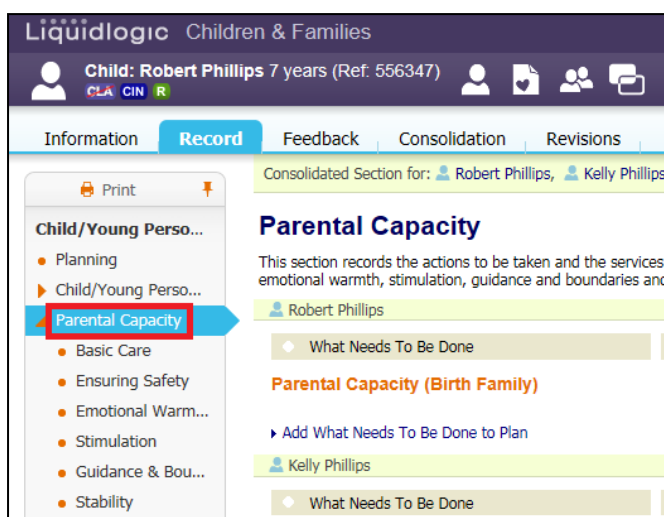 Liquidlogic Children & Families
Child: Robert Phillips 7 years (Ref: 556347)
CLA CIN R
Information Record Feedback Consolidation Revisions
Print
Child/Young Perso...
Planning
Child/Young Perso...
Parental Capacity
Basic Care
Ensuring Safety
Emotional Warm...
Stimulation
Guidance & Bou...
Stability
Consolidated Section for: Robert Phillips, Kelly Phillips
Parental Capacity
This section records the actions to be taken and the services
emotional warmth, stimulation, guidance and boundaries and
Robert Phillips
What Needs To Be Done
Parental Capacity (Birth Family)
Add What Needs To Be Done to Plan
Kelly Phillips
What Needs To Be Done